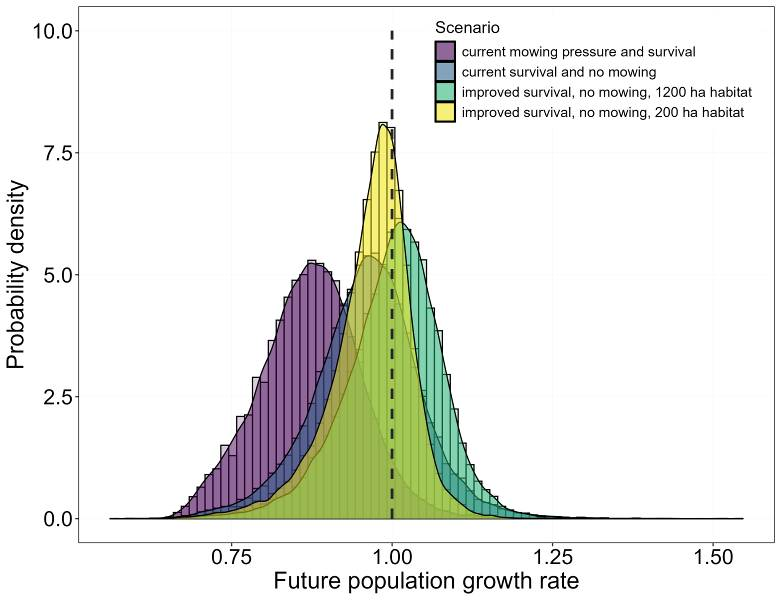 Scenario
current mowing pressure and survival
current survival and no mowing
improved survival, no mowing, 1200 ha habitat
improved survival, no mowing, 200 ha habitat
Probability density
10.0
7.5
5.0
2.5
0.0
0.75 1.00 1.25 1.50
Future population growth rate